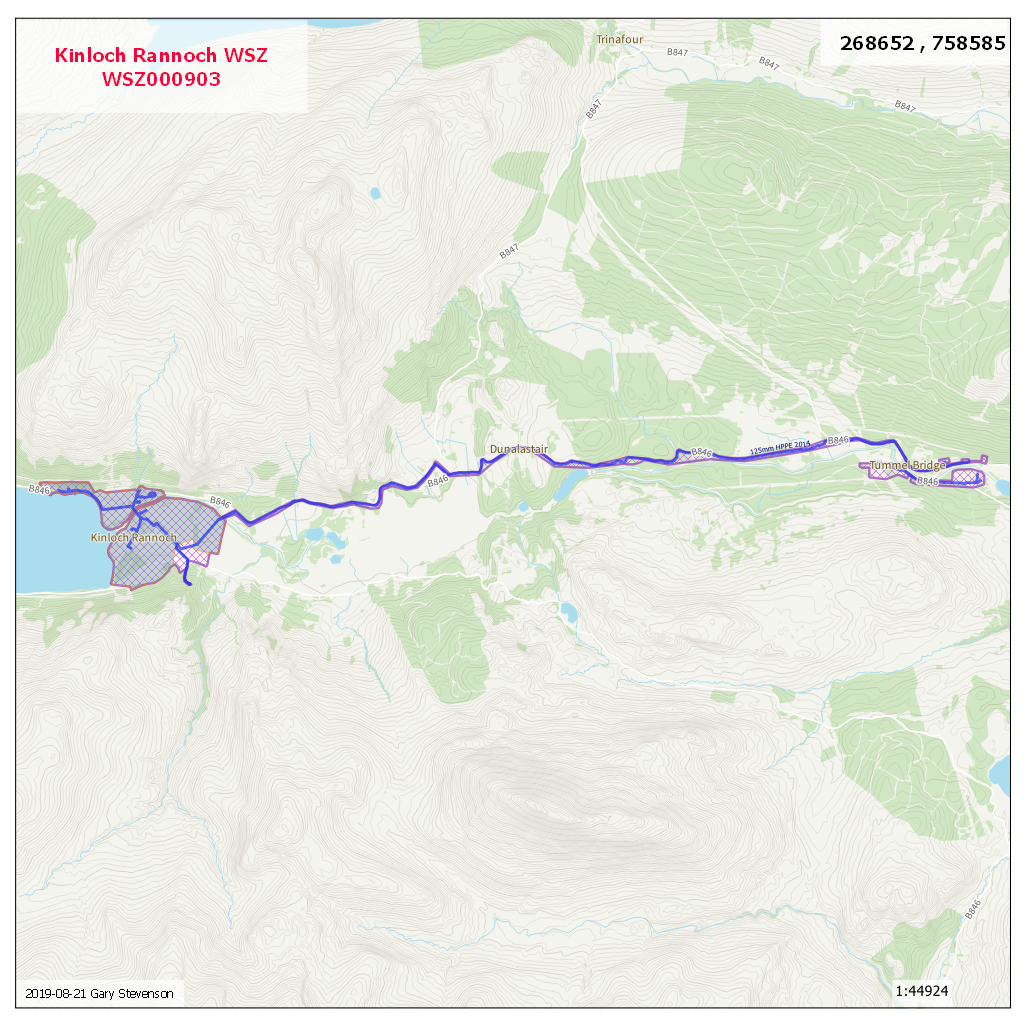 Kinloch Rannoch WSZ
WSZ000903
268652 , 758585
Trinafour
B847
B847
B847
B847
B847
Dunalastair
B846
125mm HPPE 2014
B846
Tummel Bridge
B846
B846
B846
B846
Kinloch Rannoch
B846
2019-08-21 Gary Stevenson
1:44924